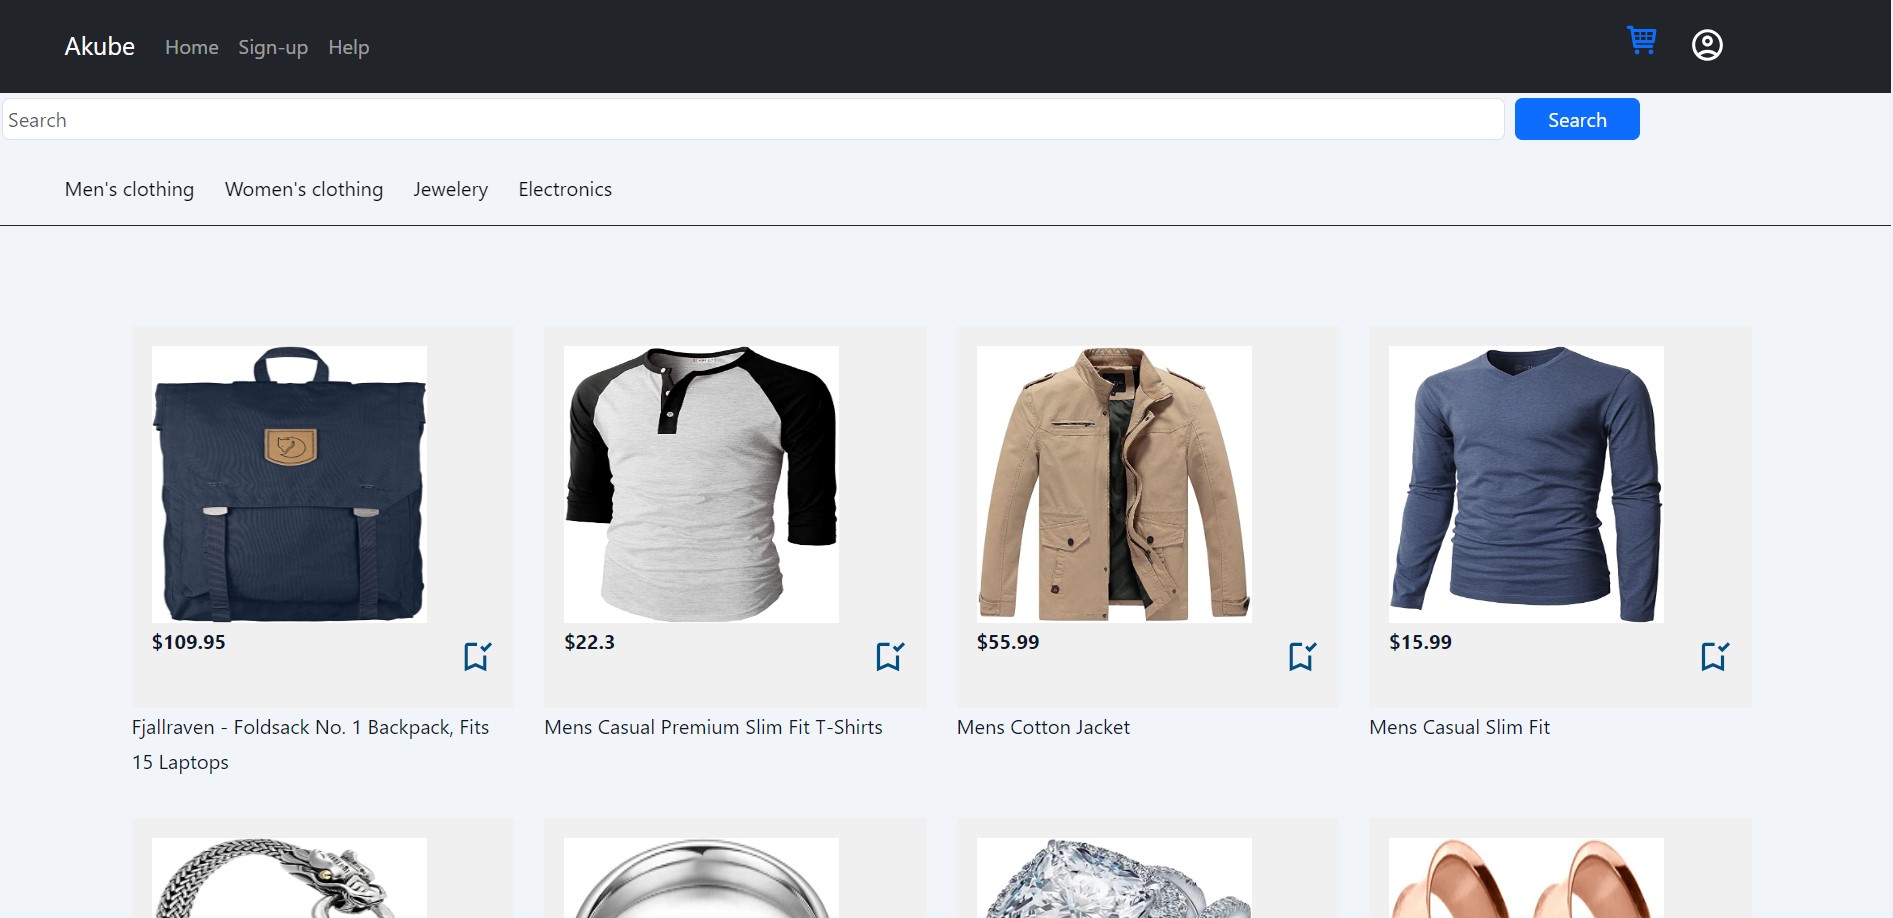 Akube Home Sign-up Help
Search Search
Men's clothing Women's clothing Jewelery Electronics
$109.95 $22.3 $55.99 $15.99
Fjallraven - Foldsack No. 1 Backpack, Fits
15 Laptops
Mens Casual Premium Slim Fit T-Shirts
Mens Cotton Jacket
Mens Casual Slim Fit